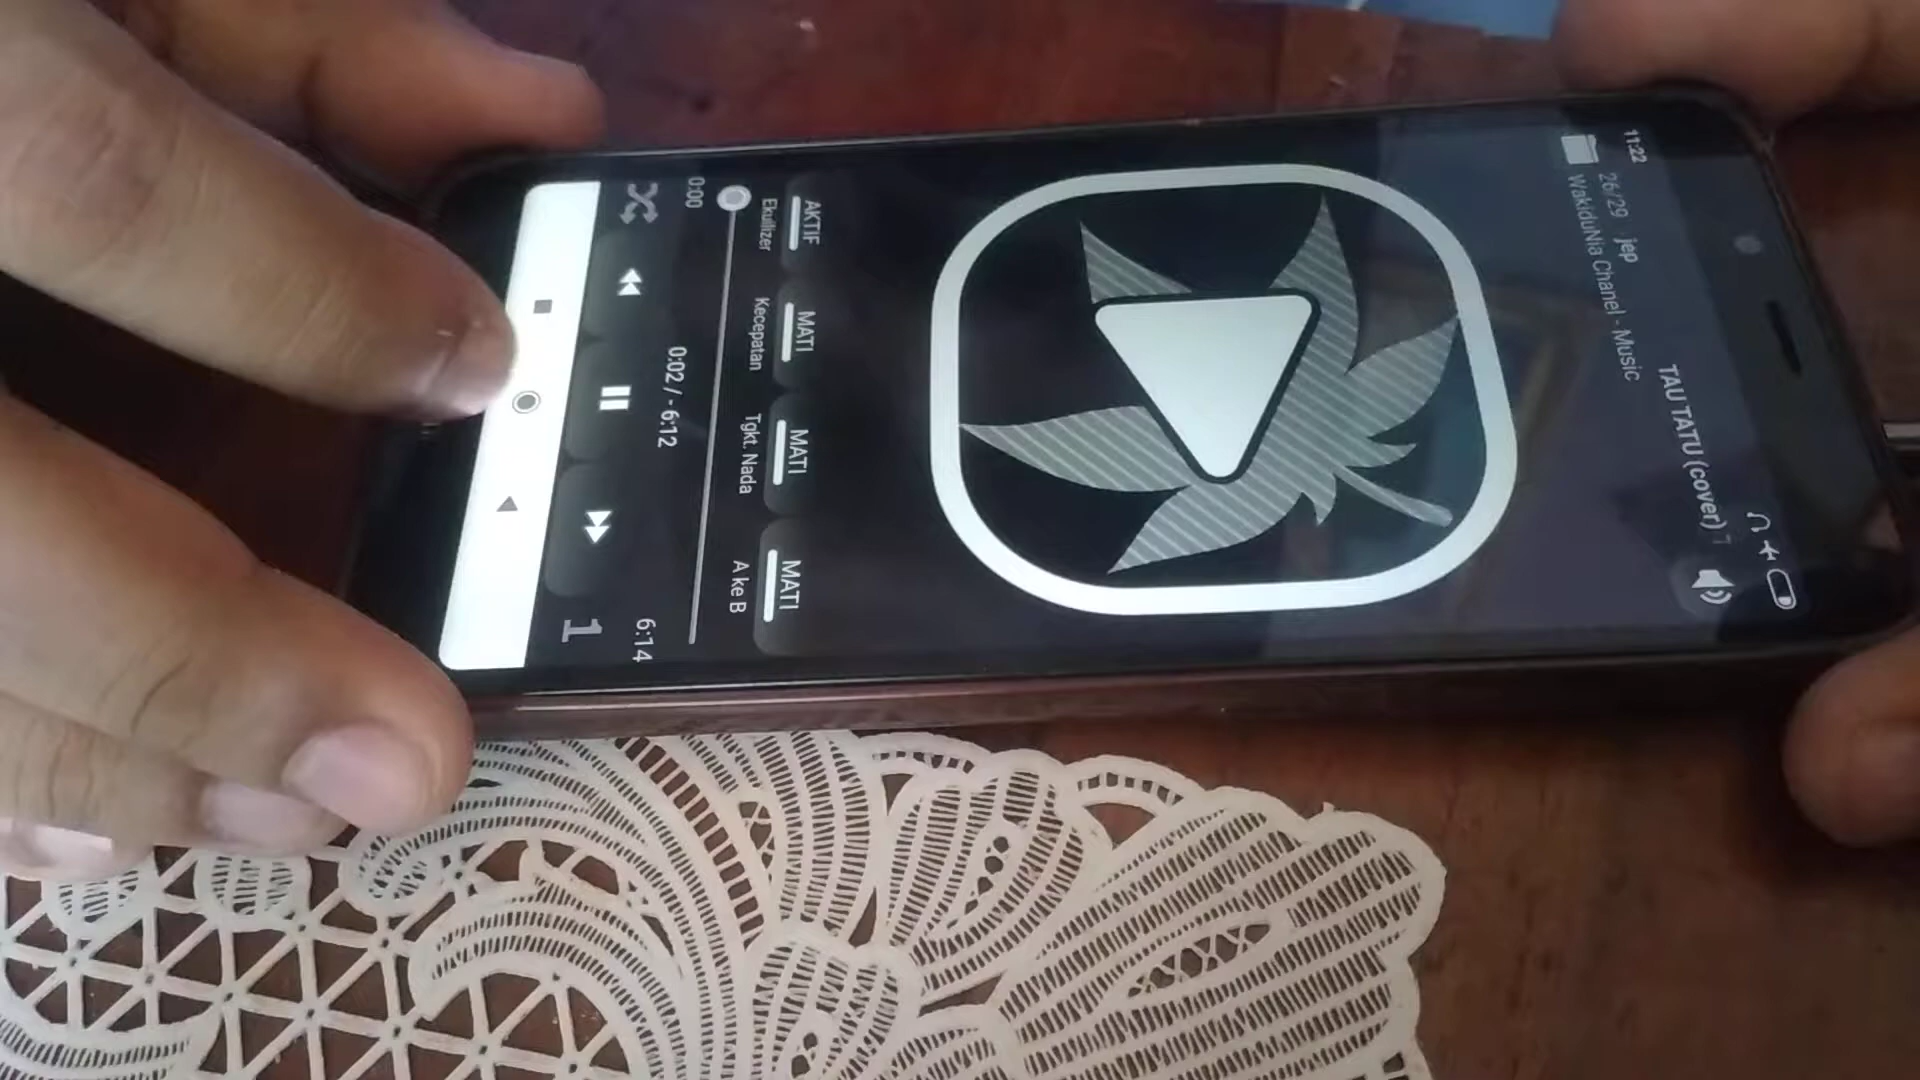 11:22
26/29 jep
WakiduNia Chanel - Music
TAU TATU (cover)
AKTIF
Ekulizer
MATI
Kecepatan
MATI
Tgkt. Nada
MATI
A ke B
0:00
0:02 / - 6:12
6:14
1